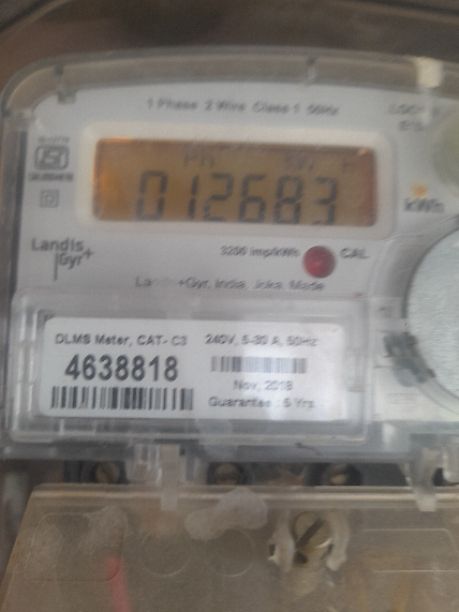 1 Phase 2 Wire Class 1 50Hz
012683
kWh
Landis
Gyr+
3200 imp/kWh
CAL
Landis+Gyr, India, Joka, Made
DLMS Meter, CAT- C3
4638818
240V, 5-30 A, 50Hz
Nov, 2018
Guarantee : 5 Yrs